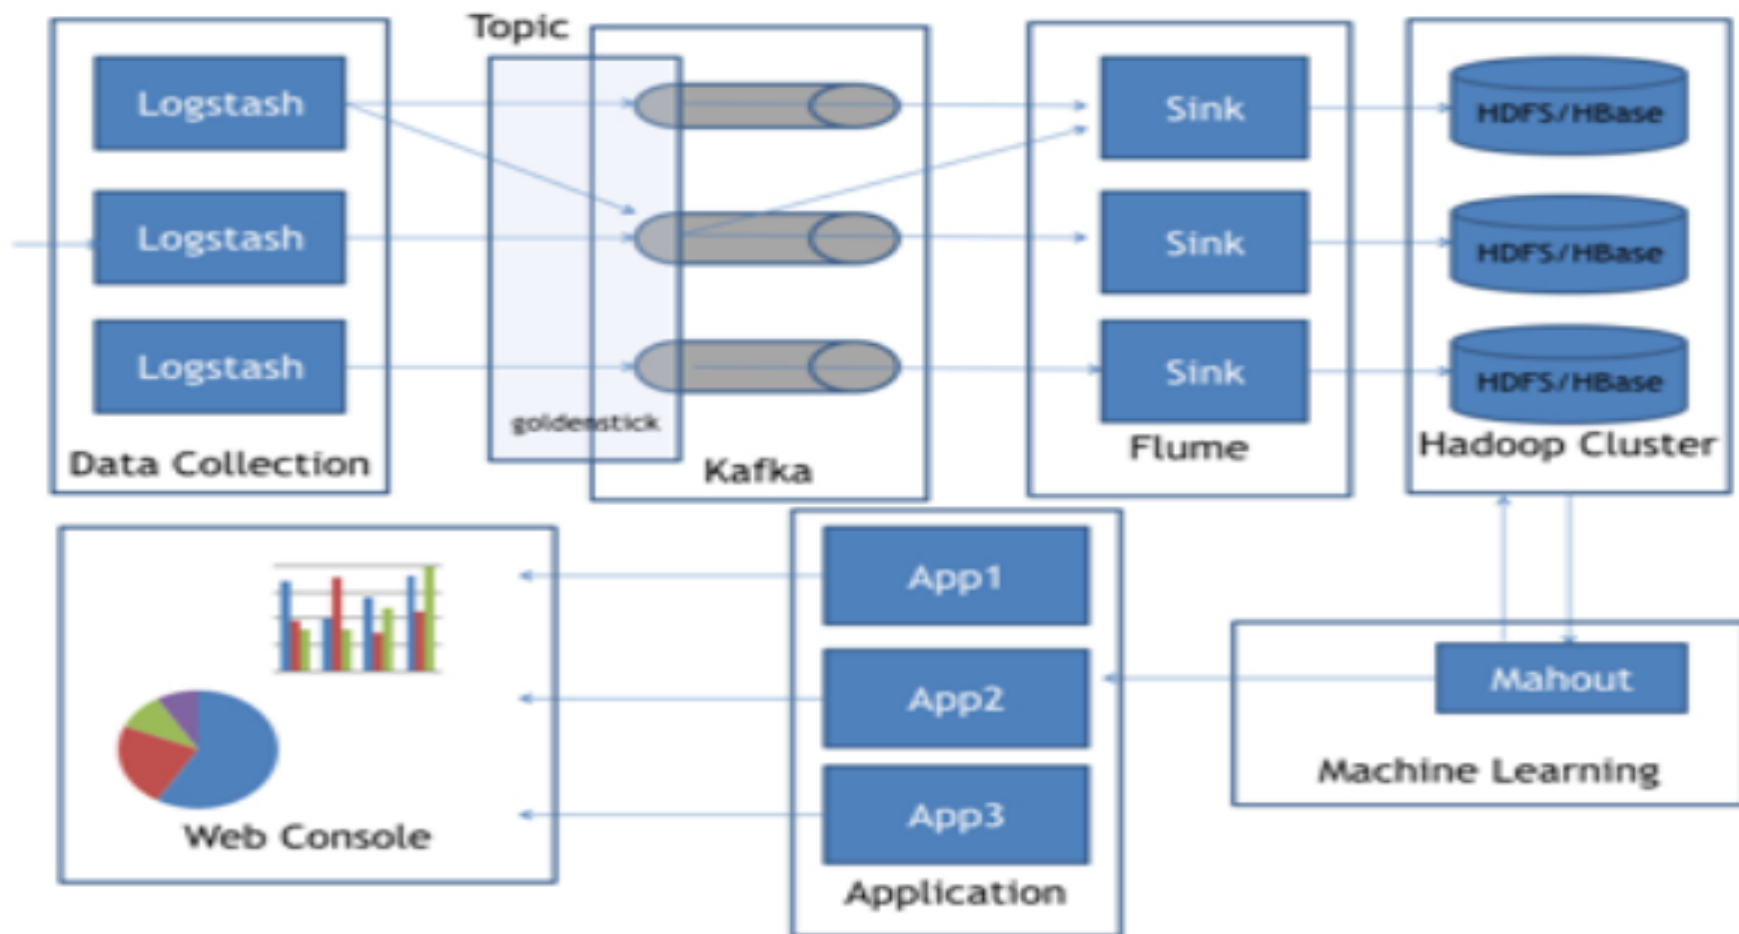 Topic
Logstash
Logstash
Logstash
Data Collection
goldenstick
Kafka
Sink
Sink
Sink
Flume
HDFS/HBase
HDFS/HBase
HDFS/HBase
Hadoop Cluster
Web Console
App1
App2
App3
Application
Mahout
Machine Learning